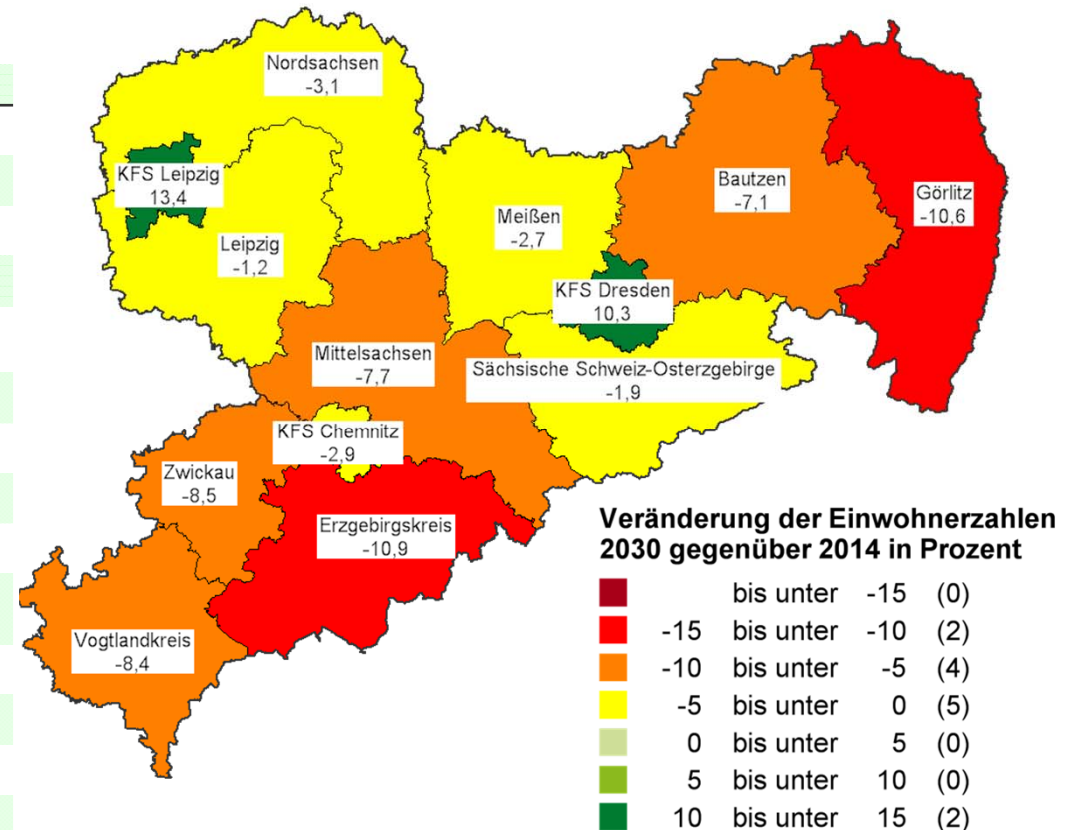 Nordsachsen
-3,1
KFS Leipzig
13,4
Leipzig
-1,2
Meißen
-2,7
Bautzen
-7,1
Görlitz
-10,6
KFS Dresden
10,3
Mittelsachsen
-7,7
Sächsische Schweiz-Osterzgebirge
-1,9
KFS Chemnitz
-2,9
Zwickau
-8,5
Erzgebirgskreis
-10,9
Vogtlandkreis
-8,4
Veränderung der Einwohnerzahlen
2030 gegenüber 2014 in Prozent
bis unter -15 (0)
-15 bis unter -10 (2)
-10 bis unter -5 (4)
-5 bis unter 0 (5)
0 bis unter 5 (0)
5 bis unter 10 (0)
10 bis unter 15 (2)